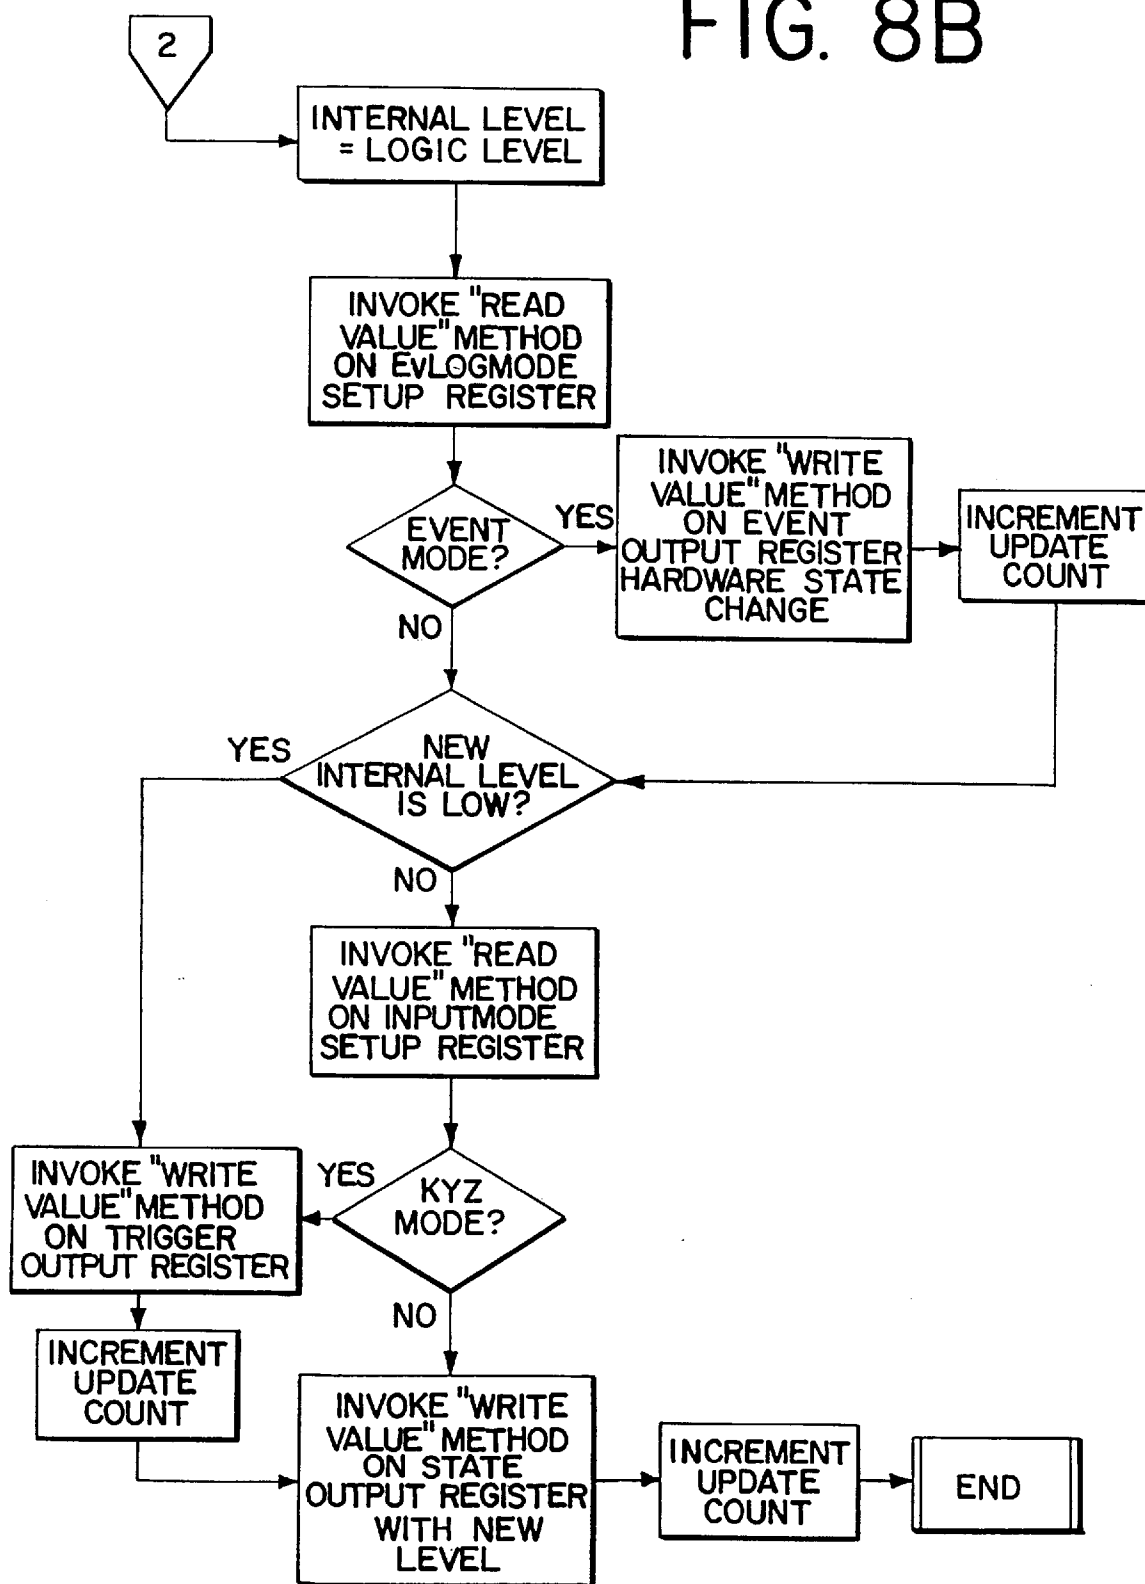 FIG. 8B
2
INTERNAL LEVEL
= LOGIC LEVEL
INVOKE "READ
VALUE" METHOD
ON EvLOGMODE
SETUP REGISTER
EVENT
MODE?
YES
INVOKE "WRITE
VALUE" METHOD
ON EVENT
OUTPUT REGISTER
HARDWARE STATE
CHANGE
INCREMENT
UPDATE
COUNT
NO
NEW
INTERNAL LEVEL
IS LOW?
YES
NO
INVOKE "READ
VALUE" METHOD
ON INPUTMODE
SETUP REGISTER
KYZ
MODE?
YES
INVOKE "WRITE
VALUE" METHOD
ON TRIGGER
OUTPUT REGISTER
NO
INCREMENT
UPDATE
COUNT
INVOKE "WRITE
VALUE" METHOD
ON STATE
OUTPUT REGISTER
WITH NEW
LEVEL
INCREMENT
UPDATE
COUNT
END